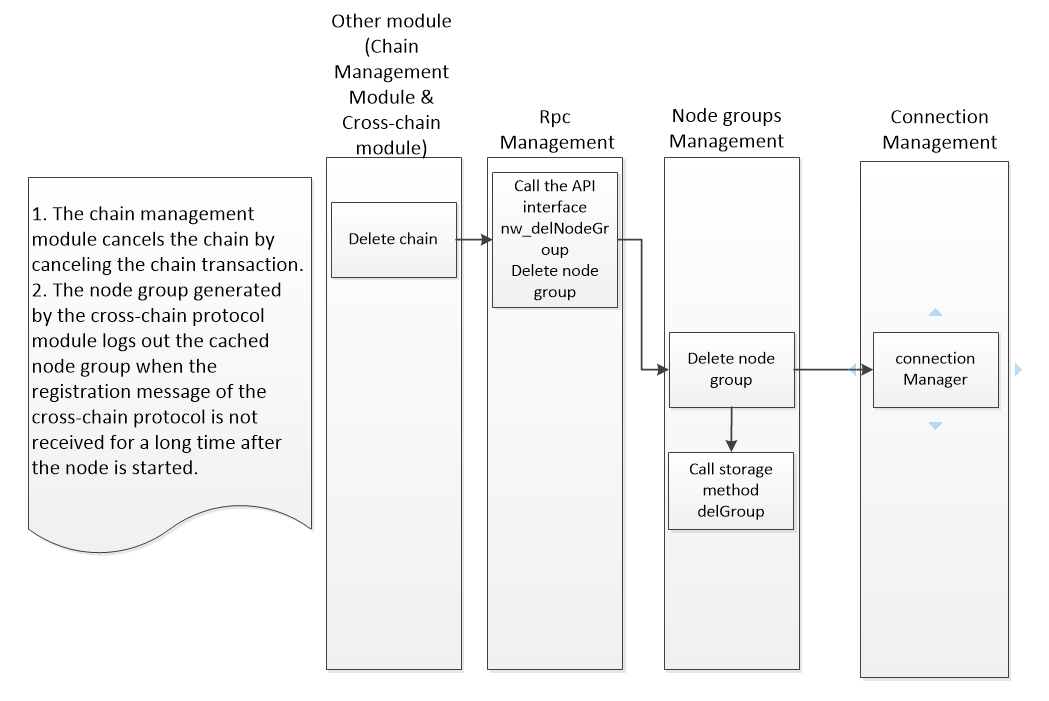 Other module
(Chain
Management
Module &
Cross-chain
module)
Rpc
Management
Node groups
Management
Connection
Management
1. The chain management
module cancels the chain by
canceling the chain transaction.
2. The node group generated
by the cross-chain protocol
module logs out the cached
node group when the
registration message of the
cross-chain protocol is not
received for a long time after
the node is started.
Delete chain
Call the API
interface
nw_delNodeGr
oup
Delete node
group
Delete node
group
Call storage
method
delGroup
connection
Manager